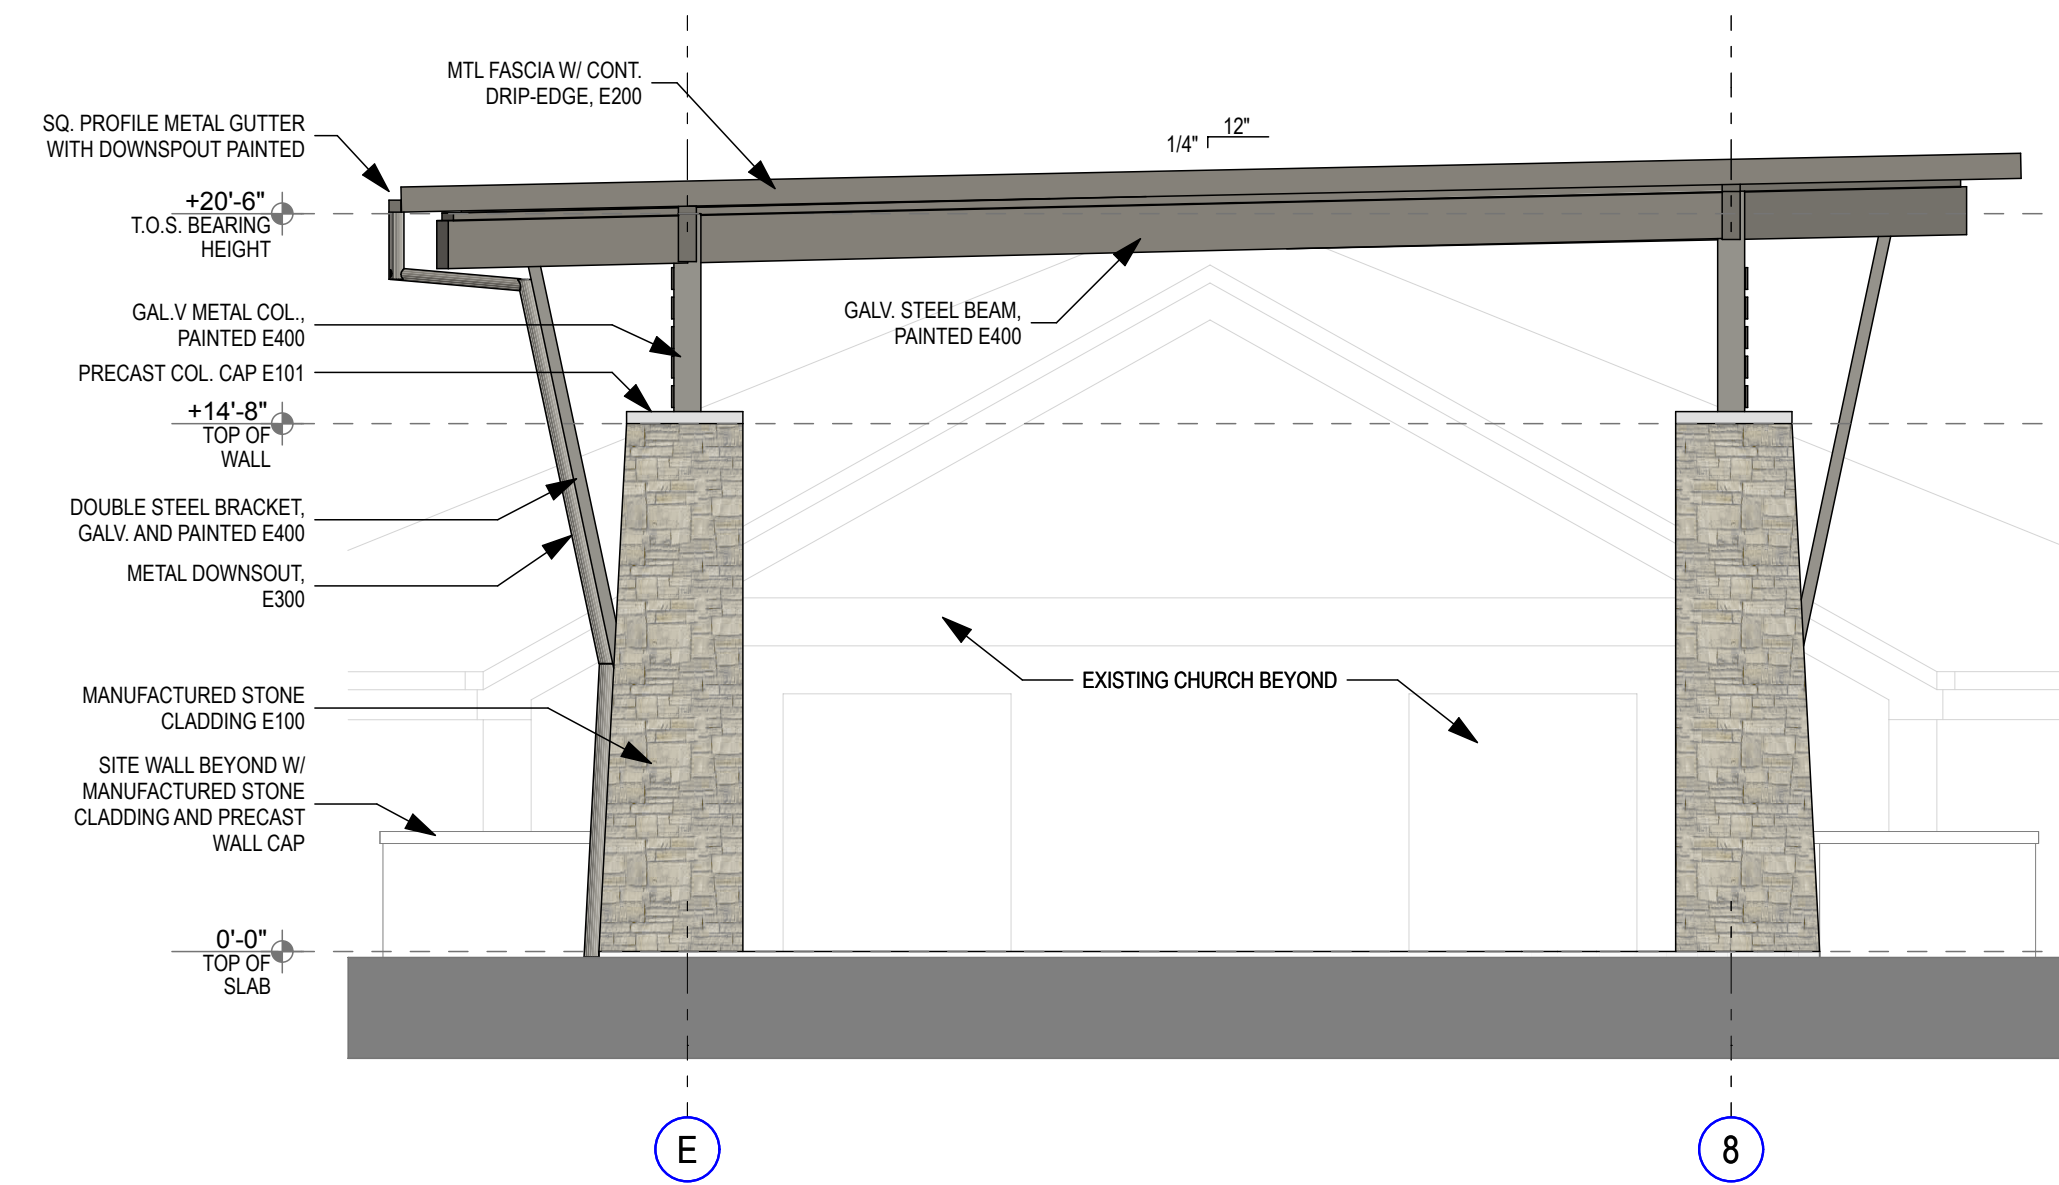 MTL FASCIA W/ CONT.
DRIP-EDGE, E200
SQ. PROFILE METAL GUTTER
WITH DOWNSPOUT PAINTED
12"
1/4"
+20'-6"
T.O.S. BEARING
HEIGHT
GAL.V METAL COL.,
PAINTED E400
GALV. STEEL BEAM,
PAINTED E400
PRECAST COL. CAP E101
+14'-8"
TOP OF
WALL
DOUBLE STEEL BRACKET,
GALV. AND PAINTED E400
METAL DOWNSOUT,
E300
EXISTING CHURCH BEYOND
MANUFACTURED STONE
CLADDING E100
SITE WALL BEYOND W/
MANUFACTURED STONE
CLADDING AND PRECAST
WALL CAP
0'-0"
TOP OF
SLAB
E
8